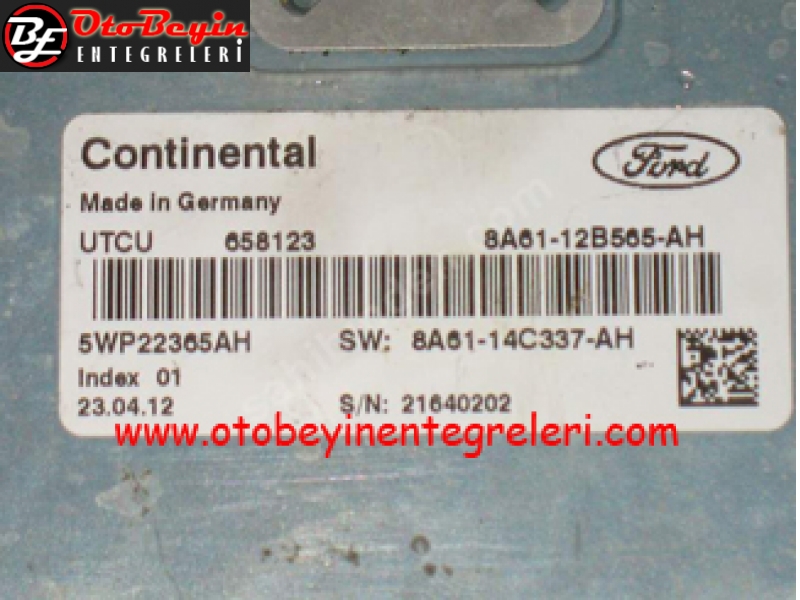 BE OtoBeyin
ENTEGRELERİ
Continental
Ford
Made in Germany
UTCU 658123 8A61-12B565-AH
5WP22365AH SW: 8A61-14C337-AH
Index 01
23.04.12 S/N: 21640202
www.otobeyinentegreleri.com